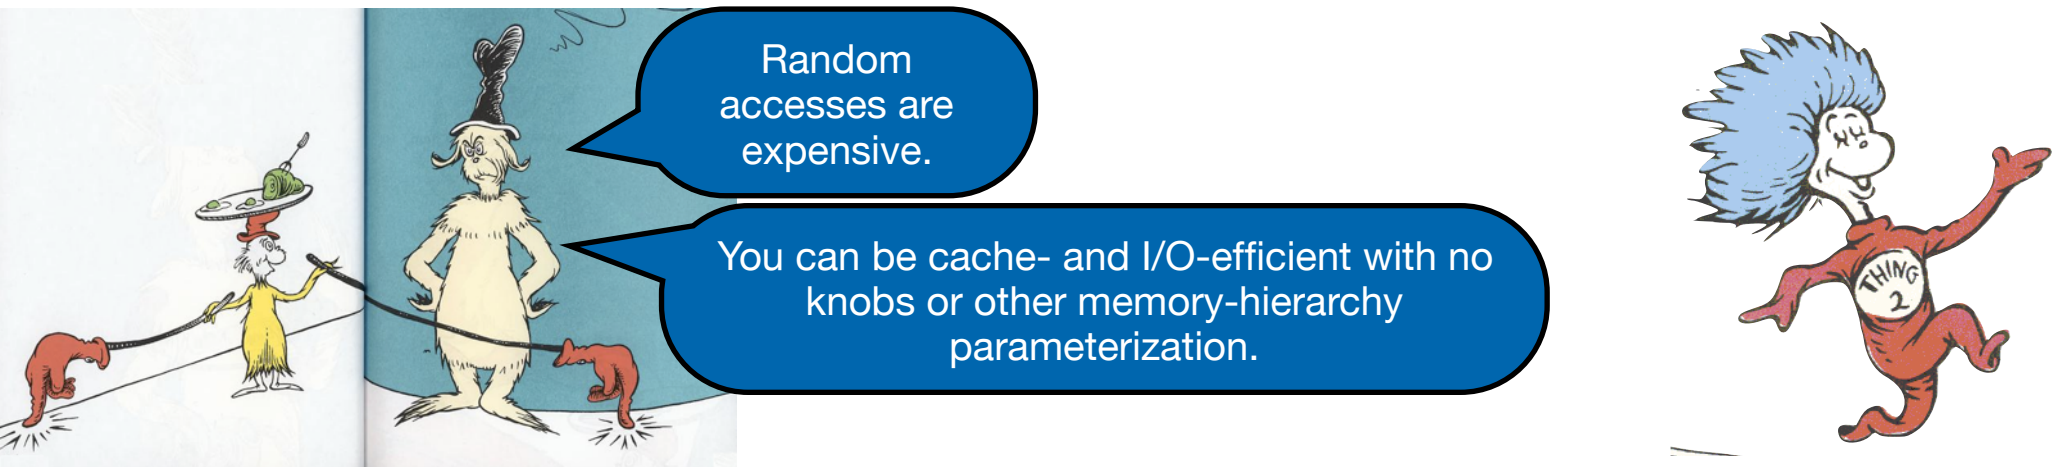 Random
accesses are
expensive.
You can be cache- and I/O-efficient with no
knobs or other memory-hierarchy
parameterization.
THING
2